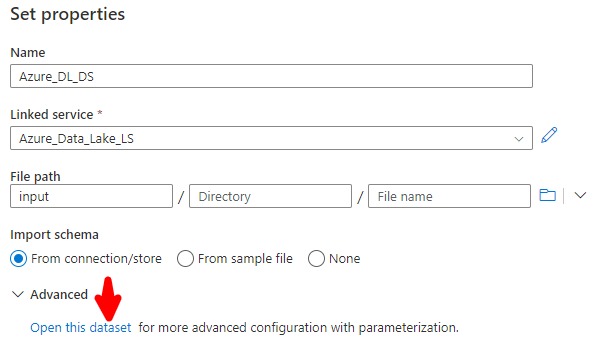 Set properties
Name
Azure_DL_DS
Linked service *
Azure_Data_Lake_LS
File path
input / Directory / File name
Import schema
From connection/store From sample file None
Advanced
Open this dataset for more advanced configuration with parameterization.